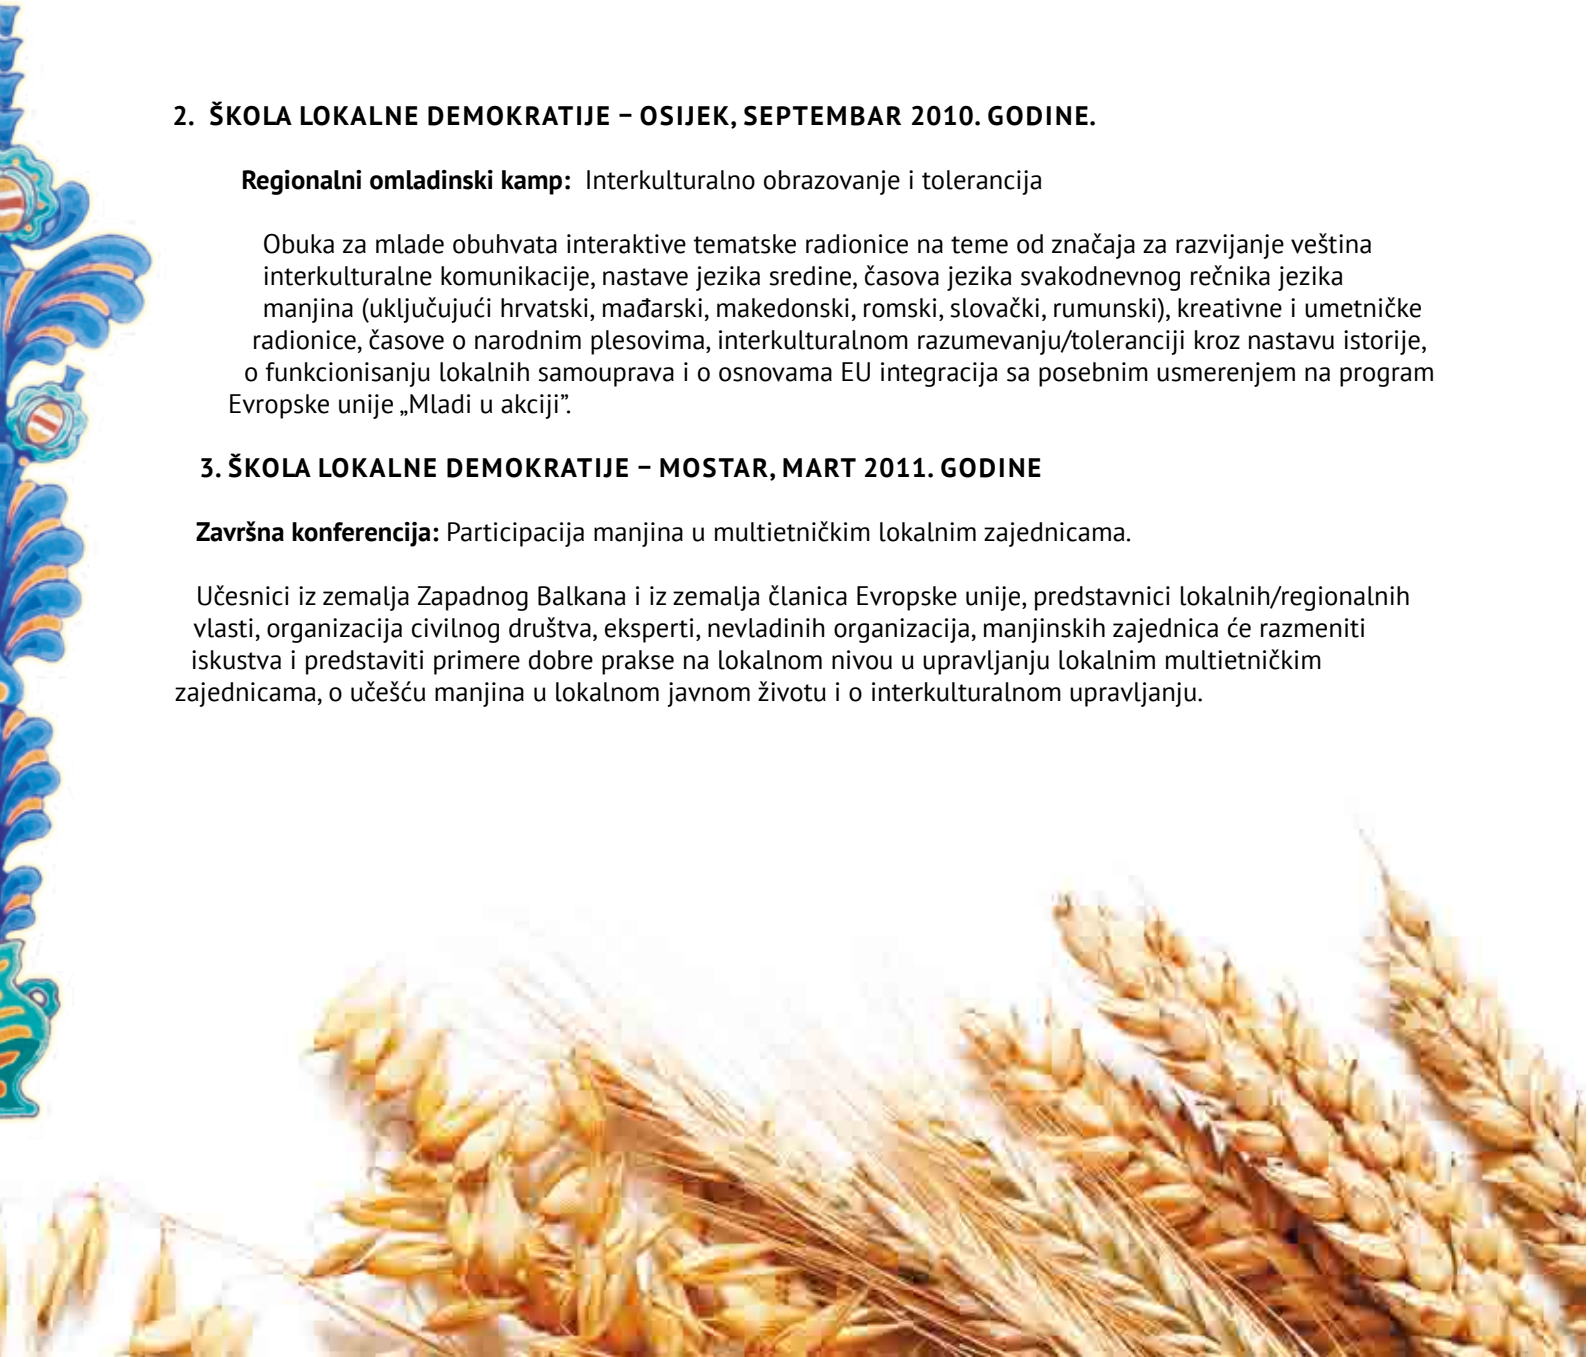 2. ŠKOLA LOKALNE DEMOKRATIJE – OSIJEK, SEPTEMBAR 2010. GODINE.
Regionalni omladinski kamp: Interkulturalno obrazovanje i tolerancija
Obuka za mlade obuhvata interaktive tematske radionice na teme od značaja za razvijanje veština
interkulturalne komunikacije, nastave jezika sredine, časova jezika svakodnevnog rečnika jezika
manjina (uključujući hrvatski, mađarski, makedonski, romski, slovački, rumunski), kreativne i umetničke
radionice, časove o narodnim plesovima, interkulturalnom razumevanju/toleranciji kroz nastavu istorije,
o funkcionisanju lokalnih samouprava i o osnovama EU integracija sa posebnim usmerenjem na program
Evropske unije „Mladi u akciji”.
3. ŠKOLA LOKALNE DEMOKRATIJE – MOSTAR, MART 2011. GODINE
Završna konferencija: Participacija manjina u multietničkim lokalnim zajednicama.
Učesnici iz zemalja Zapadnog Balkana i iz zemalja članica Evropske unije, predstavnici lokalnih/regionalnih
vlasti, organizacija civilnog društva, eksperti, nevladinih organizacija, manjinskih zajednica će razmeniti
iskustva i predstaviti primere dobre prakse na lokalnom nivou u upravljanju lokalnim multietničkim
zajednicama, o učešću manjina u lokalnom javnom životu i o interkulturalnom upravljanju.